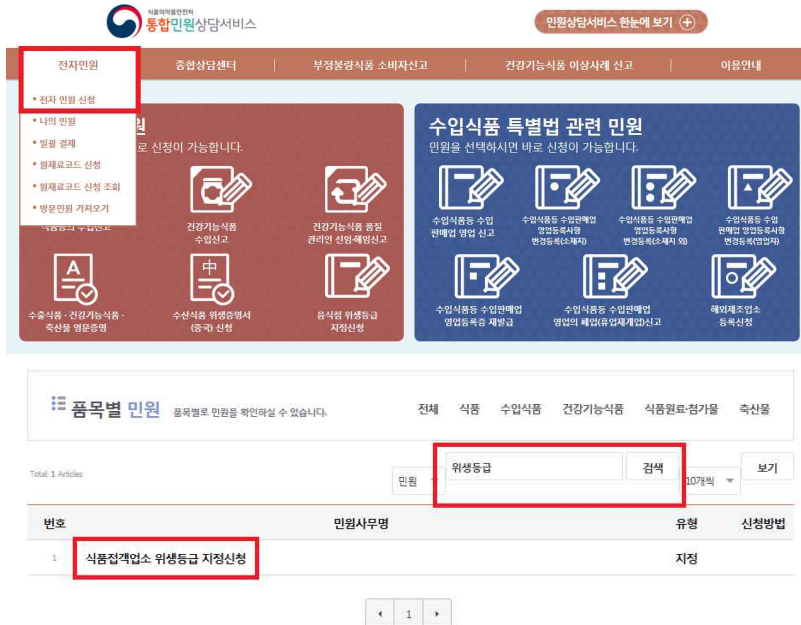 식품의약품안전처
통합민원상담서비스
민원상담서비스 한눈에 보기
전자민원 종합상담센터 부정불량식품 소비자신고 건강기능식품 이상사례 신고 이용안내
• 전자 민원 신청
• 나의 민원
• 일괄 결제
• 원재료코드 신청
• 원재료코드 신청 조회
• 방문민원 가져오기
원
로 신청이 가능합니다.
식품등의 수입신고
건강기능식품
수입신고
건강기능식품 품질
관리인 선임·해임신고
A
수출식품·건강기능식품·
축산물 영문증명
中
수산식품 위생증명서
(중국) 신청
음식점 위생등급
지정신청
수입식품 특별법 관련 민원
민원을 선택하시면 바로 신청이 가능합니다.
수입식품등 수입
판매업 영업 신고
수입식품등 수입판매업
영업등록사항
변경등록(소재지)
수입식품등 수입판매업
영업등록사항
변경등록(소재지 외)
수입식품등 수입
판매업 영업등록사항
변경등록(영업자)
수입식품등 수입판매업
영업등록증 재발급
수입식품등 수입판매업
영업의 폐업(휴업재개업)신고
해외제조업소
등록신청
품목별 민원 품목별로 민원을 확인하실 수 있습니다.
전체 식품 수입식품 건강기능식품 식품원료·첨가물 축산물
Total: 1 Articles
민원 위생등급 검색 10개씩 보기
번호 민원사무명 유형 신청방법
1 식품접객업소 위생등급 지정신청 지정
1